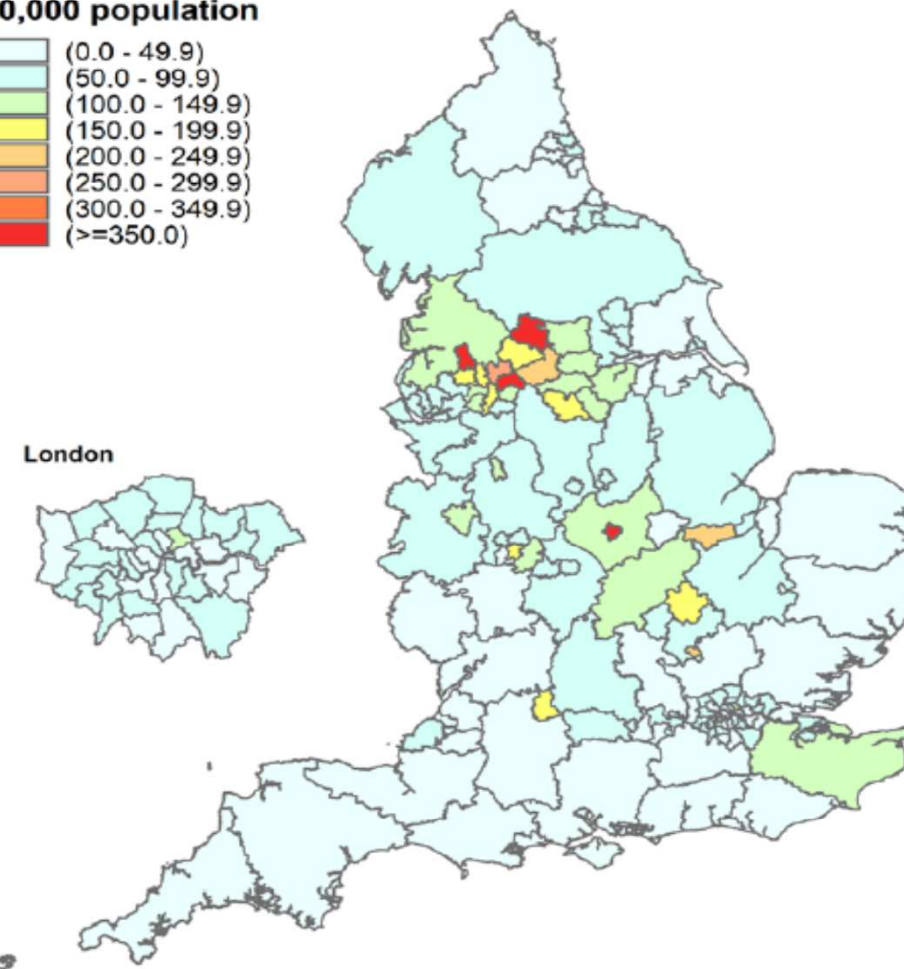 0,000 population
(0.0 - 49.9)
(50.0 - 99.9)
(100.0 - 149.9)
(150.0 - 199.9)
(200.0 - 249.9)
(250.0 - 299.9)
(300.0 - 349.9)
(>=350.0)
London